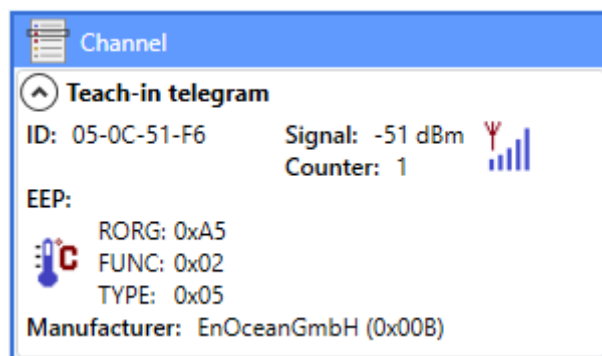 Channel
Teach-in telegram
ID: 05-0C-51-F6 Signal: -51 dBm
Counter: 1
EEP:
RORG: 0xA5
FUNC: 0x02
TYPE: 0x05
Manufacturer: EnOceanGmbH (0x00B)